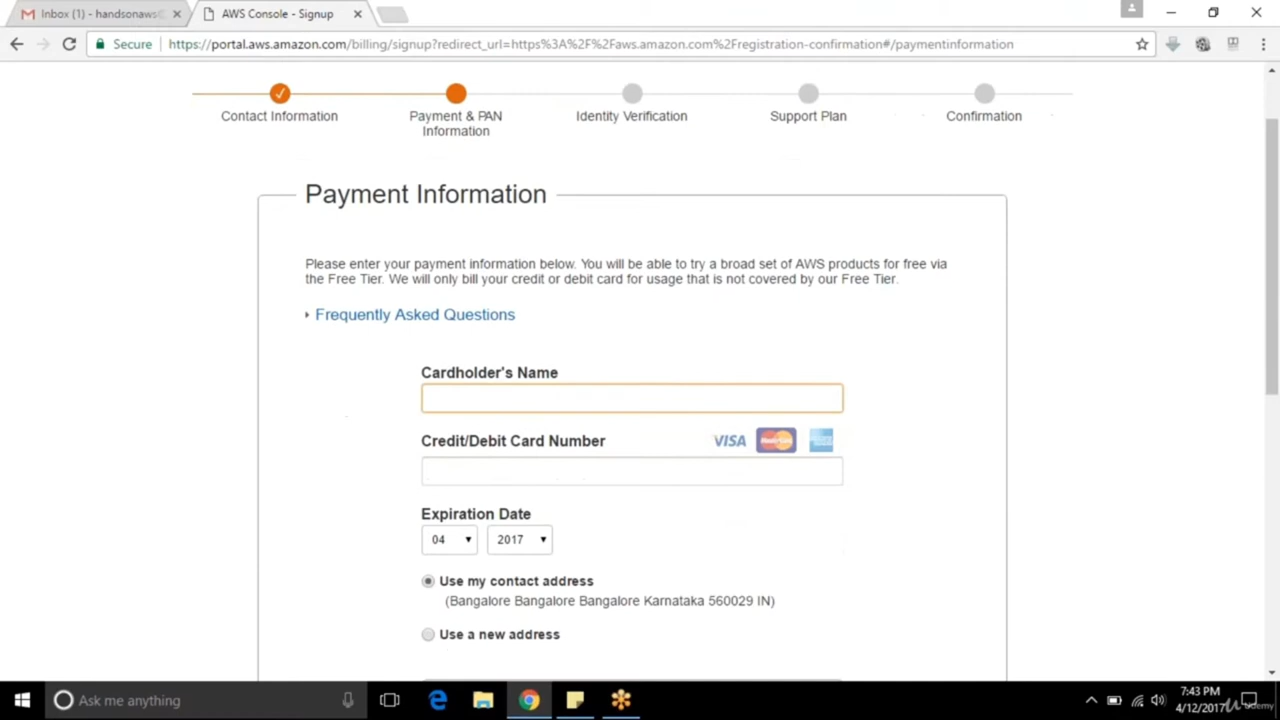 Inbox (1) - handsonaws
AWS Console - Signup
Secure
https://portal.aws.amazon.com/billing/signup?redirect_url=https%3A%2F%2Faws.amazon.com%2Fregistration-confirmation#/paymentinformation
Contact Information
Payment & PAN
Information
Identity Verification
Support Plan
Confirmation
Payment Information
Please enter your payment information below. You will be able to try a broad set of AWS products for free via
the Free Tier. We will only bill your credit or debit card for usage that is not covered by our Free Tier.
Frequently Asked Questions
Cardholder's Name
Credit/Debit Card Number
VISA
MasterCard
Expiration Date
04
2017
Use my contact address
(Bangalore Bangalore Bangalore Karnataka 560029 IN)
Use a new address
Ask me anything
7:43 PM
4/12/2017
Udemy